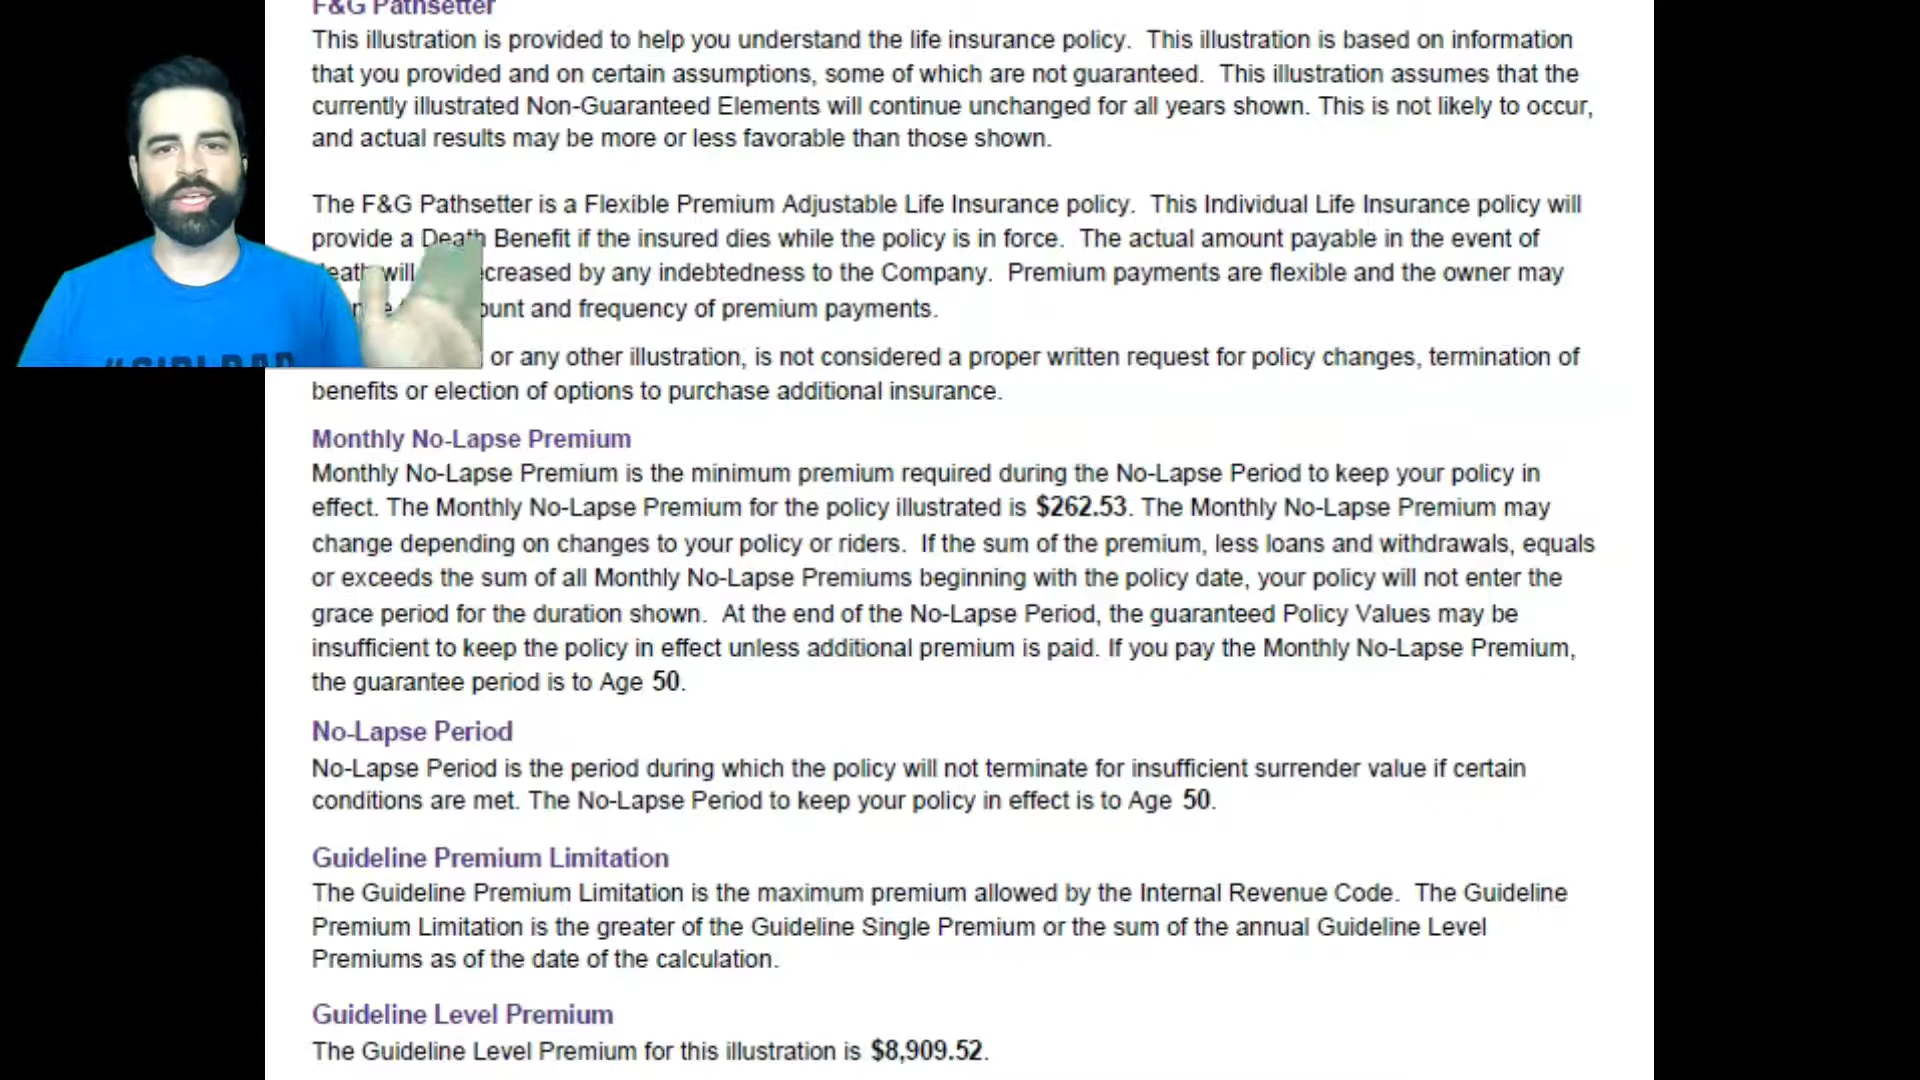 F&G Pathsetter
This illustration is provided to help you understand the life insurance policy. This illustration is based on information
that you provided and on certain assumptions, some of which are not guaranteed. This illustration assumes that the
currently illustrated Non-Guaranteed Elements will continue unchanged for all years shown. This is not likely to occur,
and actual results may be more or less favorable than those shown.
The F&G Pathsetter is a Flexible Premium Adjustable Life Insurance policy. This Individual Life Insurance policy will
provide a Death Benefit if the insured dies while the policy is in force. The actual amount payable in the event of
will by any indebtedness to the Company. Premium payments are flexible and the owner may
and frequency of premium payments.
or any other illustration, is not considered a proper written request for policy changes, termination of
benefits or election of options to purchase additional insurance.
Monthly No-Lapse Premium
Monthly No-Lapse Premium is the minimum premium required during the No-Lapse Period to keep your policy in
effect. The Monthly No-Lapse Premium for the policy illustrated is $262.53. The Monthly No-Lapse Premium may
change depending on changes to your policy or riders. If the sum of the premium, less loans and withdrawals, equals
or exceeds the sum of all Monthly No-Lapse Premiums beginning with the policy date, your policy will not enter the
grace period for the duration shown. At the end of the No-Lapse Period, the guaranteed Policy Values may be
insufficient to keep the policy in effect unless additional premium is paid. If you pay the Monthly No-Lapse Premium,
the guarantee period is to Age 50.
No-Lapse Period
No-Lapse Period is the period during which the policy will not terminate for insufficient surrender value if certain
conditions are met. The No-Lapse Period to keep your policy in effect is to Age 50.
Guideline Premium Limitation
The Guideline Premium Limitation is the maximum premium allowed by the Internal Revenue Code. The Guideline
Premium Limitation is the greater of the Guideline Single Premium or the sum of the annual Guideline Level
Premiums as of the date of the calculation.
Guideline Level Premium
The Guideline Level Premium for this illustration is $8,909.52.